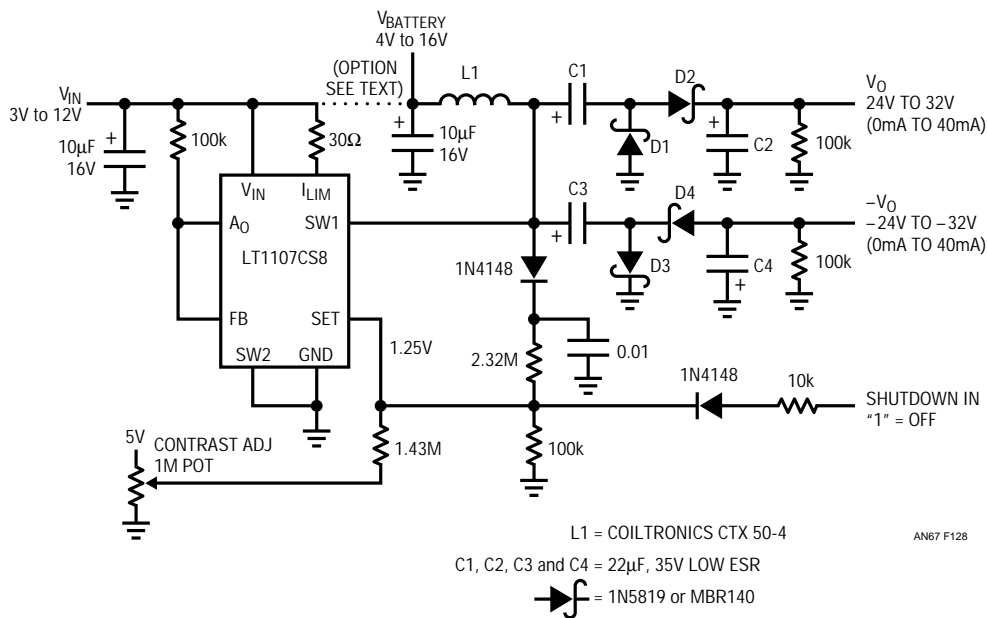 VBATTERY
4V to 16V
(OPTION
SEE TEXT)
L1
C1
D2
VO
24V TO 32V
(0mA TO 40mA)
VIN
3V to 12V
+
10µF
16V
100k
30Ω
+
10µF
16V
+
D1
+
C2
100k
VIN
ILIM
AO
SW1
LT1107CS8
FB
SET
SW2
GND
C3
+
D4
D3
C4
+
100k
–VO
–24V TO –32V
(0mA TO 40mA)
1N4148
1.25V
2.32M
0.01
1N4148
10k
SHUTDOWN IN
“1” = OFF
5V
CONTRAST ADJ
1M POT
1.43M
100k
L1 = COILTRONICS CTX 50-4
AN67 F128
C1, C2, C3 and C4 = 22µF, 35V LOW ESR
= 1N5819 or MBR140